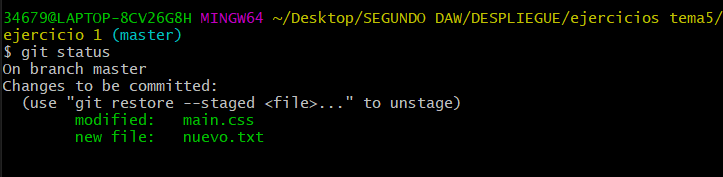 34679@LAPTOP-8CV26G8H MINGW64 ~/Desktop/SEGUNDO DAW/DESPLIEGUE/ejercicios tema5/
ejercicio 1 (master)
$ git status
On branch master
Changes to be committed:
  (use "git restore --staged <file>..." to unstage)
        modified:   main.css
        new file:   nuevo.txt